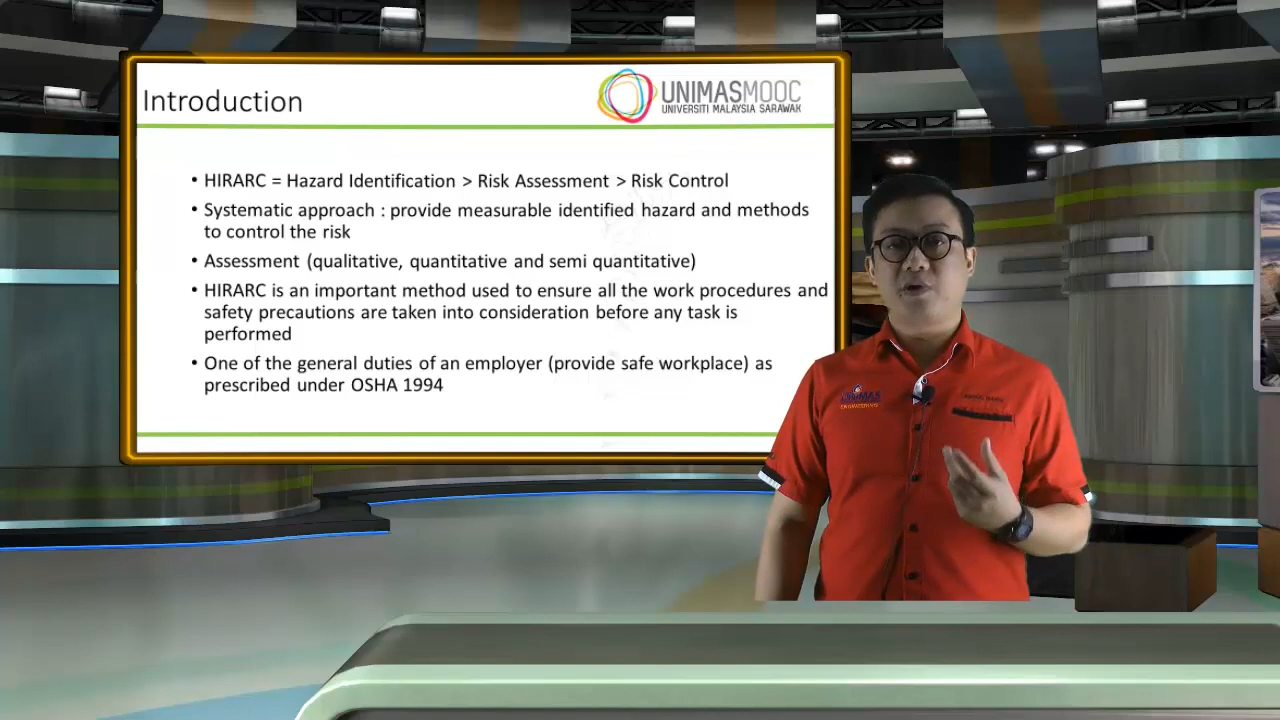 Introduction
UNIMASMOOC
UNIVERSITI MALAYSIA SARAWAK
• HIRARC = Hazard Identification > Risk Assessment > Risk Control
• Systematic approach : provide measurable identified hazard and methods
to control the risk
• Assessment (qualitative, quantitative and semi quantitative)
• HIRARC is an important method used to ensure all the work procedures and
safety precautions are taken into consideration before any task is
performed
• One of the general duties of an employer (provide safe workplace) as
prescribed under OSHA 1994
UNIMAS
ENGINEERING